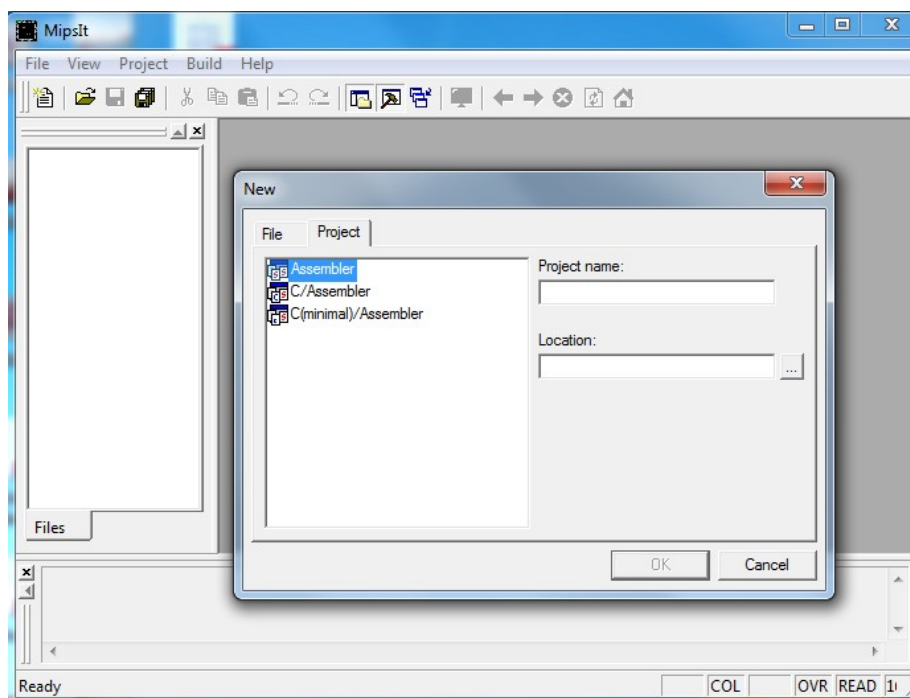 MipsIt
File View Project Build Help
New
File Project
Assembler
C/Assembler
C(minimal)/Assembler
Project name:
Location:
...
Files
OK Cancel
Ready COL OVR READ